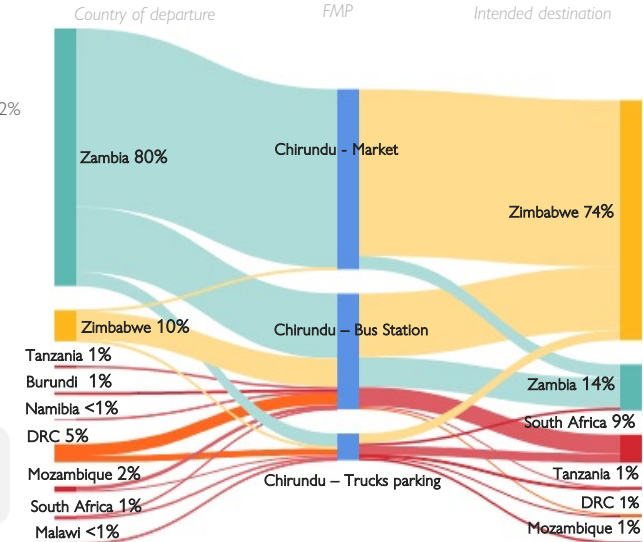 Country of departure
FMP
Intended destination
2%
Zambia 80%
Chirundu - Market
Zimbabwe 74%
Zimbabwe 10%
Chirundu – Bus Station
Tanzania 1%
Burundi 1%
Namibia <1%
Zambia 14%
South Africa 9%
DRC 5%
Mozambique 2%
Chirundu – Trucks parking
Tanzania 1%
South Africa 1%
DRC 1%
Malawi <1%
Mozambique 1%